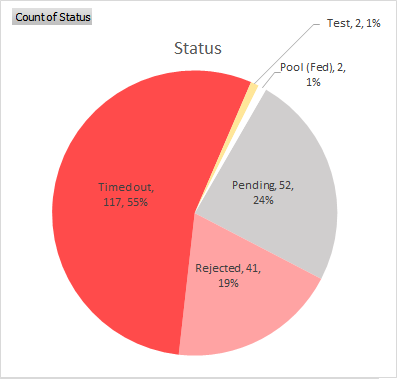 Count of Status
Status
Test, 2, 1%
Pool (Fed), 2,
1%
Pending, 52,
24%
Timedout,
117, 55%
Rejected, 41,
19%